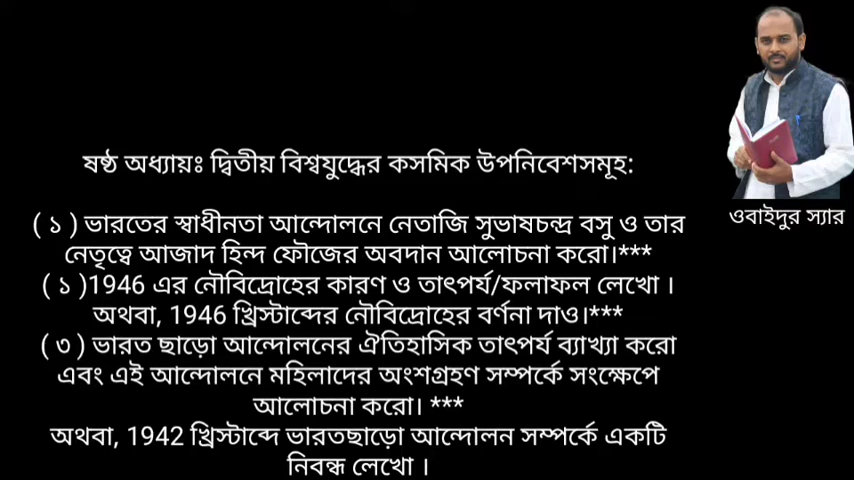 ষষ্ঠ অধ্যায়ঃ দ্বিতীয় বিশ্বযুদ্ধের কসমিক উপনিবেশসমূহ:
( ১ ) ভারতের স্বাধীনতা আন্দোলনে নেতাজি সুভাষচন্দ্র বসু ও তার
নেতৃত্বে আজাদ হিন্দ ফৌজের অবদান আলোচনা করো।***
( ১ )1946 এর নৌবিদ্রোহের কারণ ও তাৎপর্য/ফলাফল লেখো ।
অথবা, 1946 খ্রিস্টাব্দের নৌবিদ্রোহের বর্ণনা দাও।***
( ৩ ) ভারত ছাড়ো আন্দোলনের ঐতিহাসিক তাৎপর্য ব্যাখ্যা করো
এবং এই আন্দোলনে মহিলাদের অংশগ্রহণ সম্পর্কে সংক্ষেপে
আলোচনা করো। ***
অথবা, 1942 খ্রিস্টাব্দে ভারতছাড়ো আন্দোলন সম্পর্কে একটি
নিবন্ধ লেখো ।
ওবাইদুর স্যার